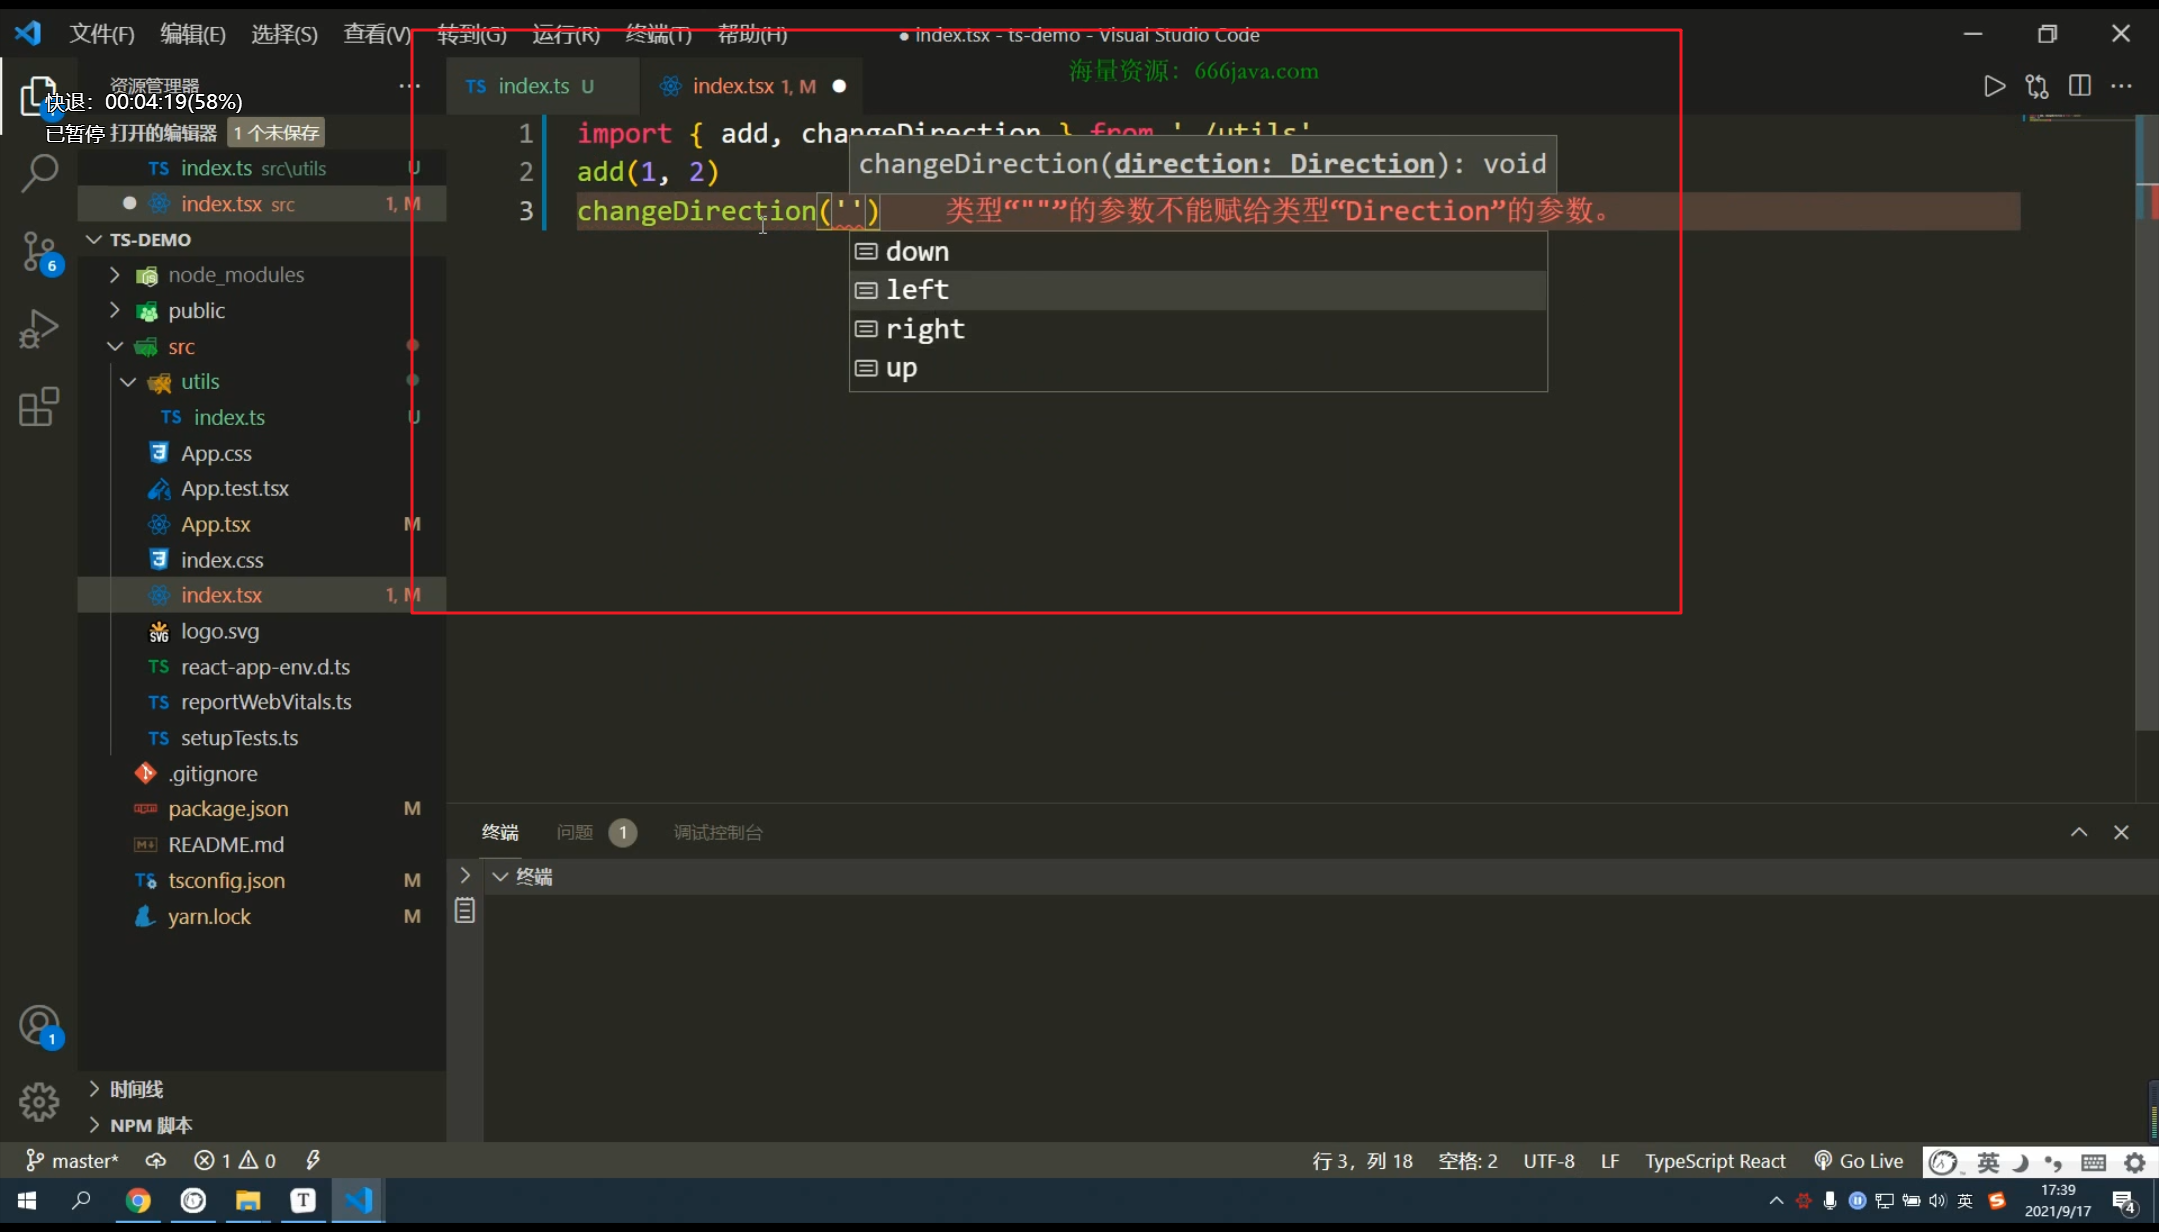 文件(F) 编辑(E) 选择(S) 查看(V) 转到(G) 运行(R) 终端(T) 帮助(H) ● index.tsx - ts-demo - Visual Studio Code
海量资源：666java.com
资源管理器 ···
快退：00:04:19(58%)
已暂停 打开的编辑器 1 个未保存
TS index.ts src\utils U
● index.tsx src 1, M
TS-DEMO
node_modules
public
src
utils
TS index.ts U
App.css
App.test.tsx
App.tsx M
index.css
index.tsx 1, M
SVG logo.svg
TS react-app-env.d.ts
TS reportWebVitals.ts
TS setupTests.ts
.gitignore
npm package.json M
M↓ README.md
TS tsconfig.json M
yarn.lock M
时间线
NPM 脚本
6
1
TS index.ts U index.tsx 1, M ●
1 import { add, changeDirection } from './utils'
changeDirection(direction: Direction): void
2 add(1, 2)
3 changeDirection('') 类型“""”的参数不能赋给类型“Direction”的参数。
down
left
right
up
终端 问题 1 调试控制台
终端
master* 1 0 行 3，列 18 空格: 2 UTF-8 LF TypeScript React Go Live 英
T 英 17:39
2021/9/17 4